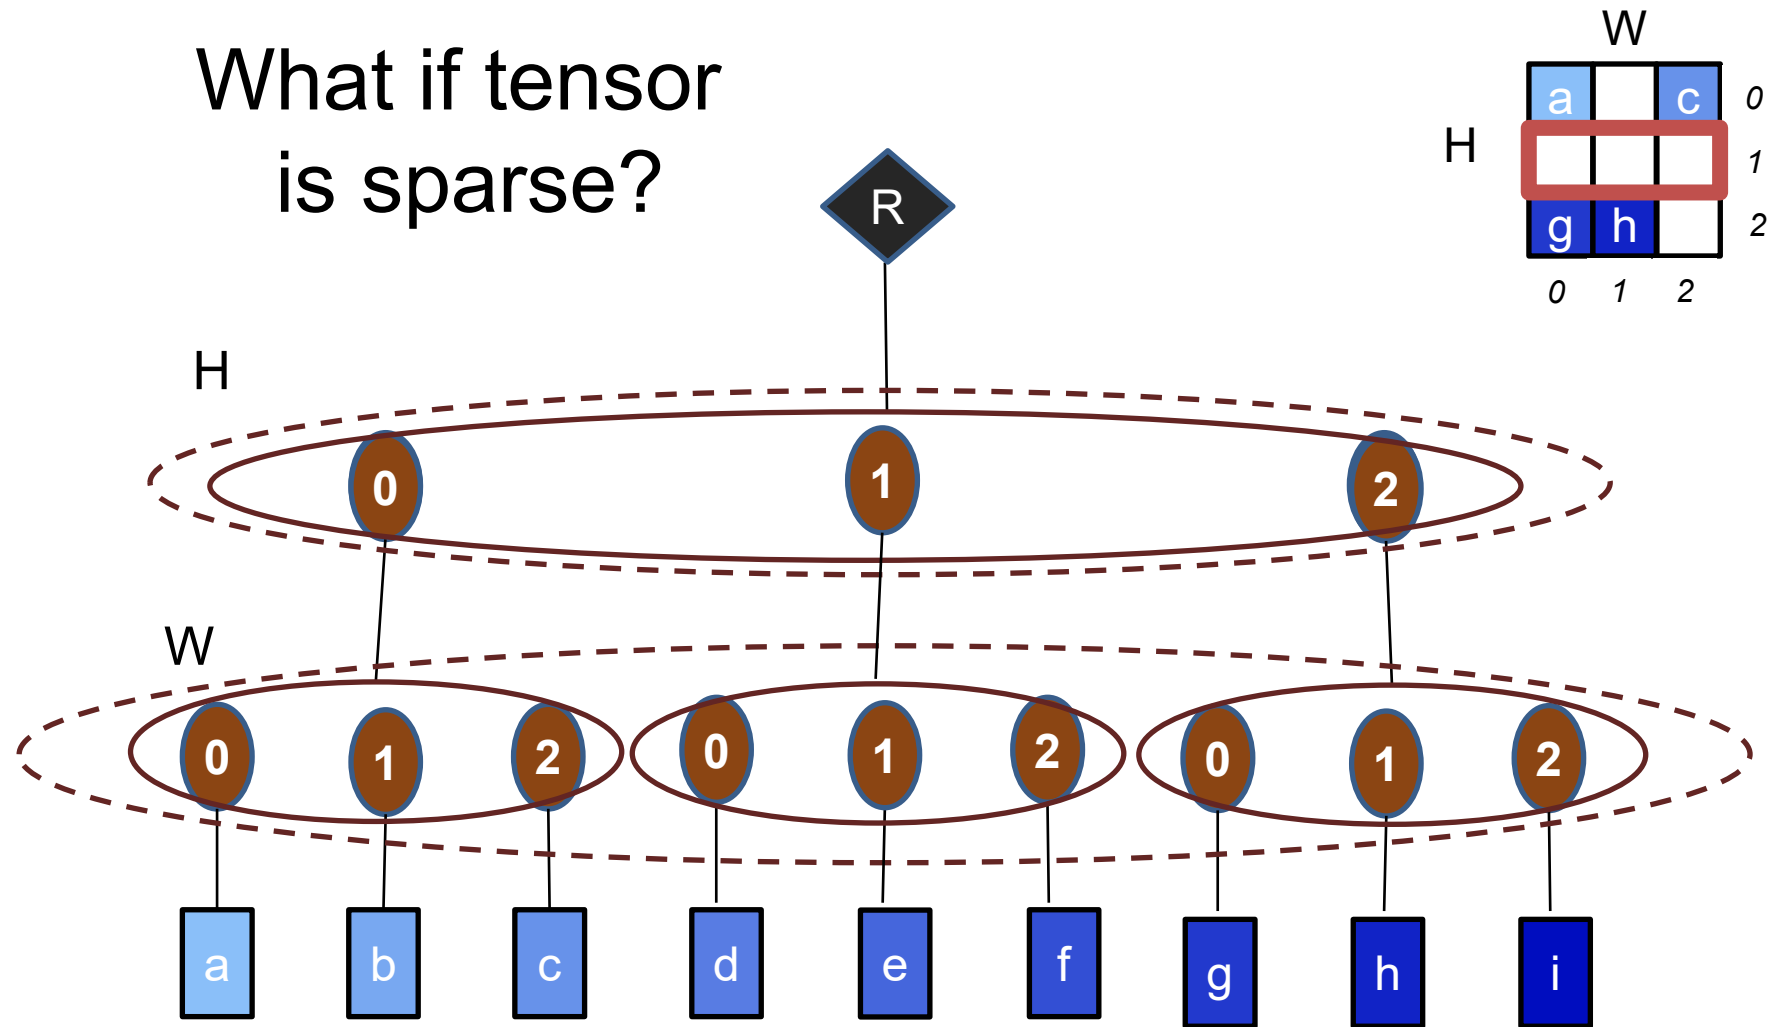 What if tensor
is sparse?
W
a c 0
H 1
g h 2
0 1 2
R
H
0 1 2
W
0 1 2 0 1 2 0 1 2
a b c d e f g h i